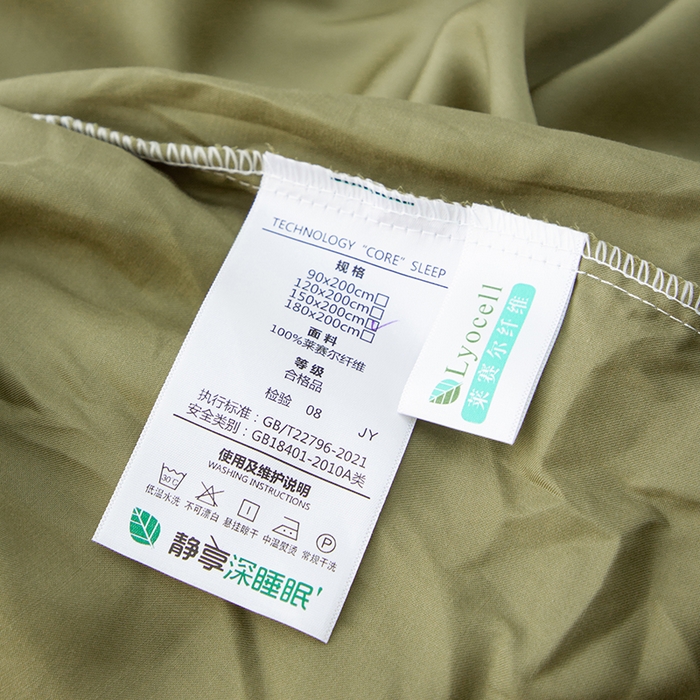 TECHNOLOGY "CORE" SLEEP
规格
90x200cm
120x200cm
150x200cm
180x200cm
面料
100%莱赛尔纤维
等级
合格品
检验 08 JY
执行标准：GB/T22796-2021
安全类别：GB18401-2010A类
使用及维护说明
WASHING INSTRUCTIONS
30℃
P
低温水洗 不可漂白 悬挂晾干 中温熨烫 常规干洗
静享深睡眠
Lyocell
莱赛尔纤维